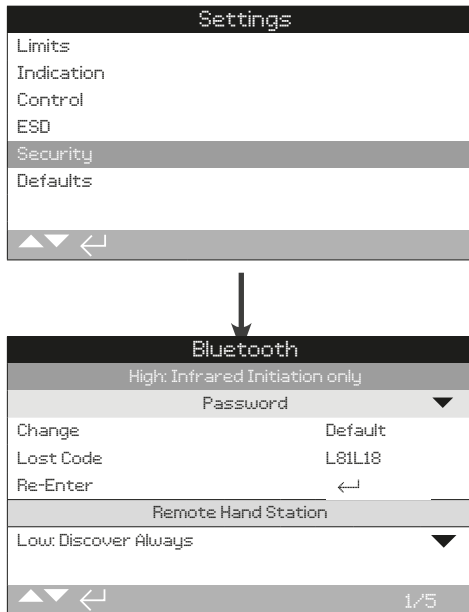 Settings
Limits
Indication
Control
ESD
Security
Defaults
Bluetooth
High: Infrared Initiation only
Password
Change Default
Lost Code L81L18
Re-Enter
Remote Hand Station
Low: Discover Always
1/5